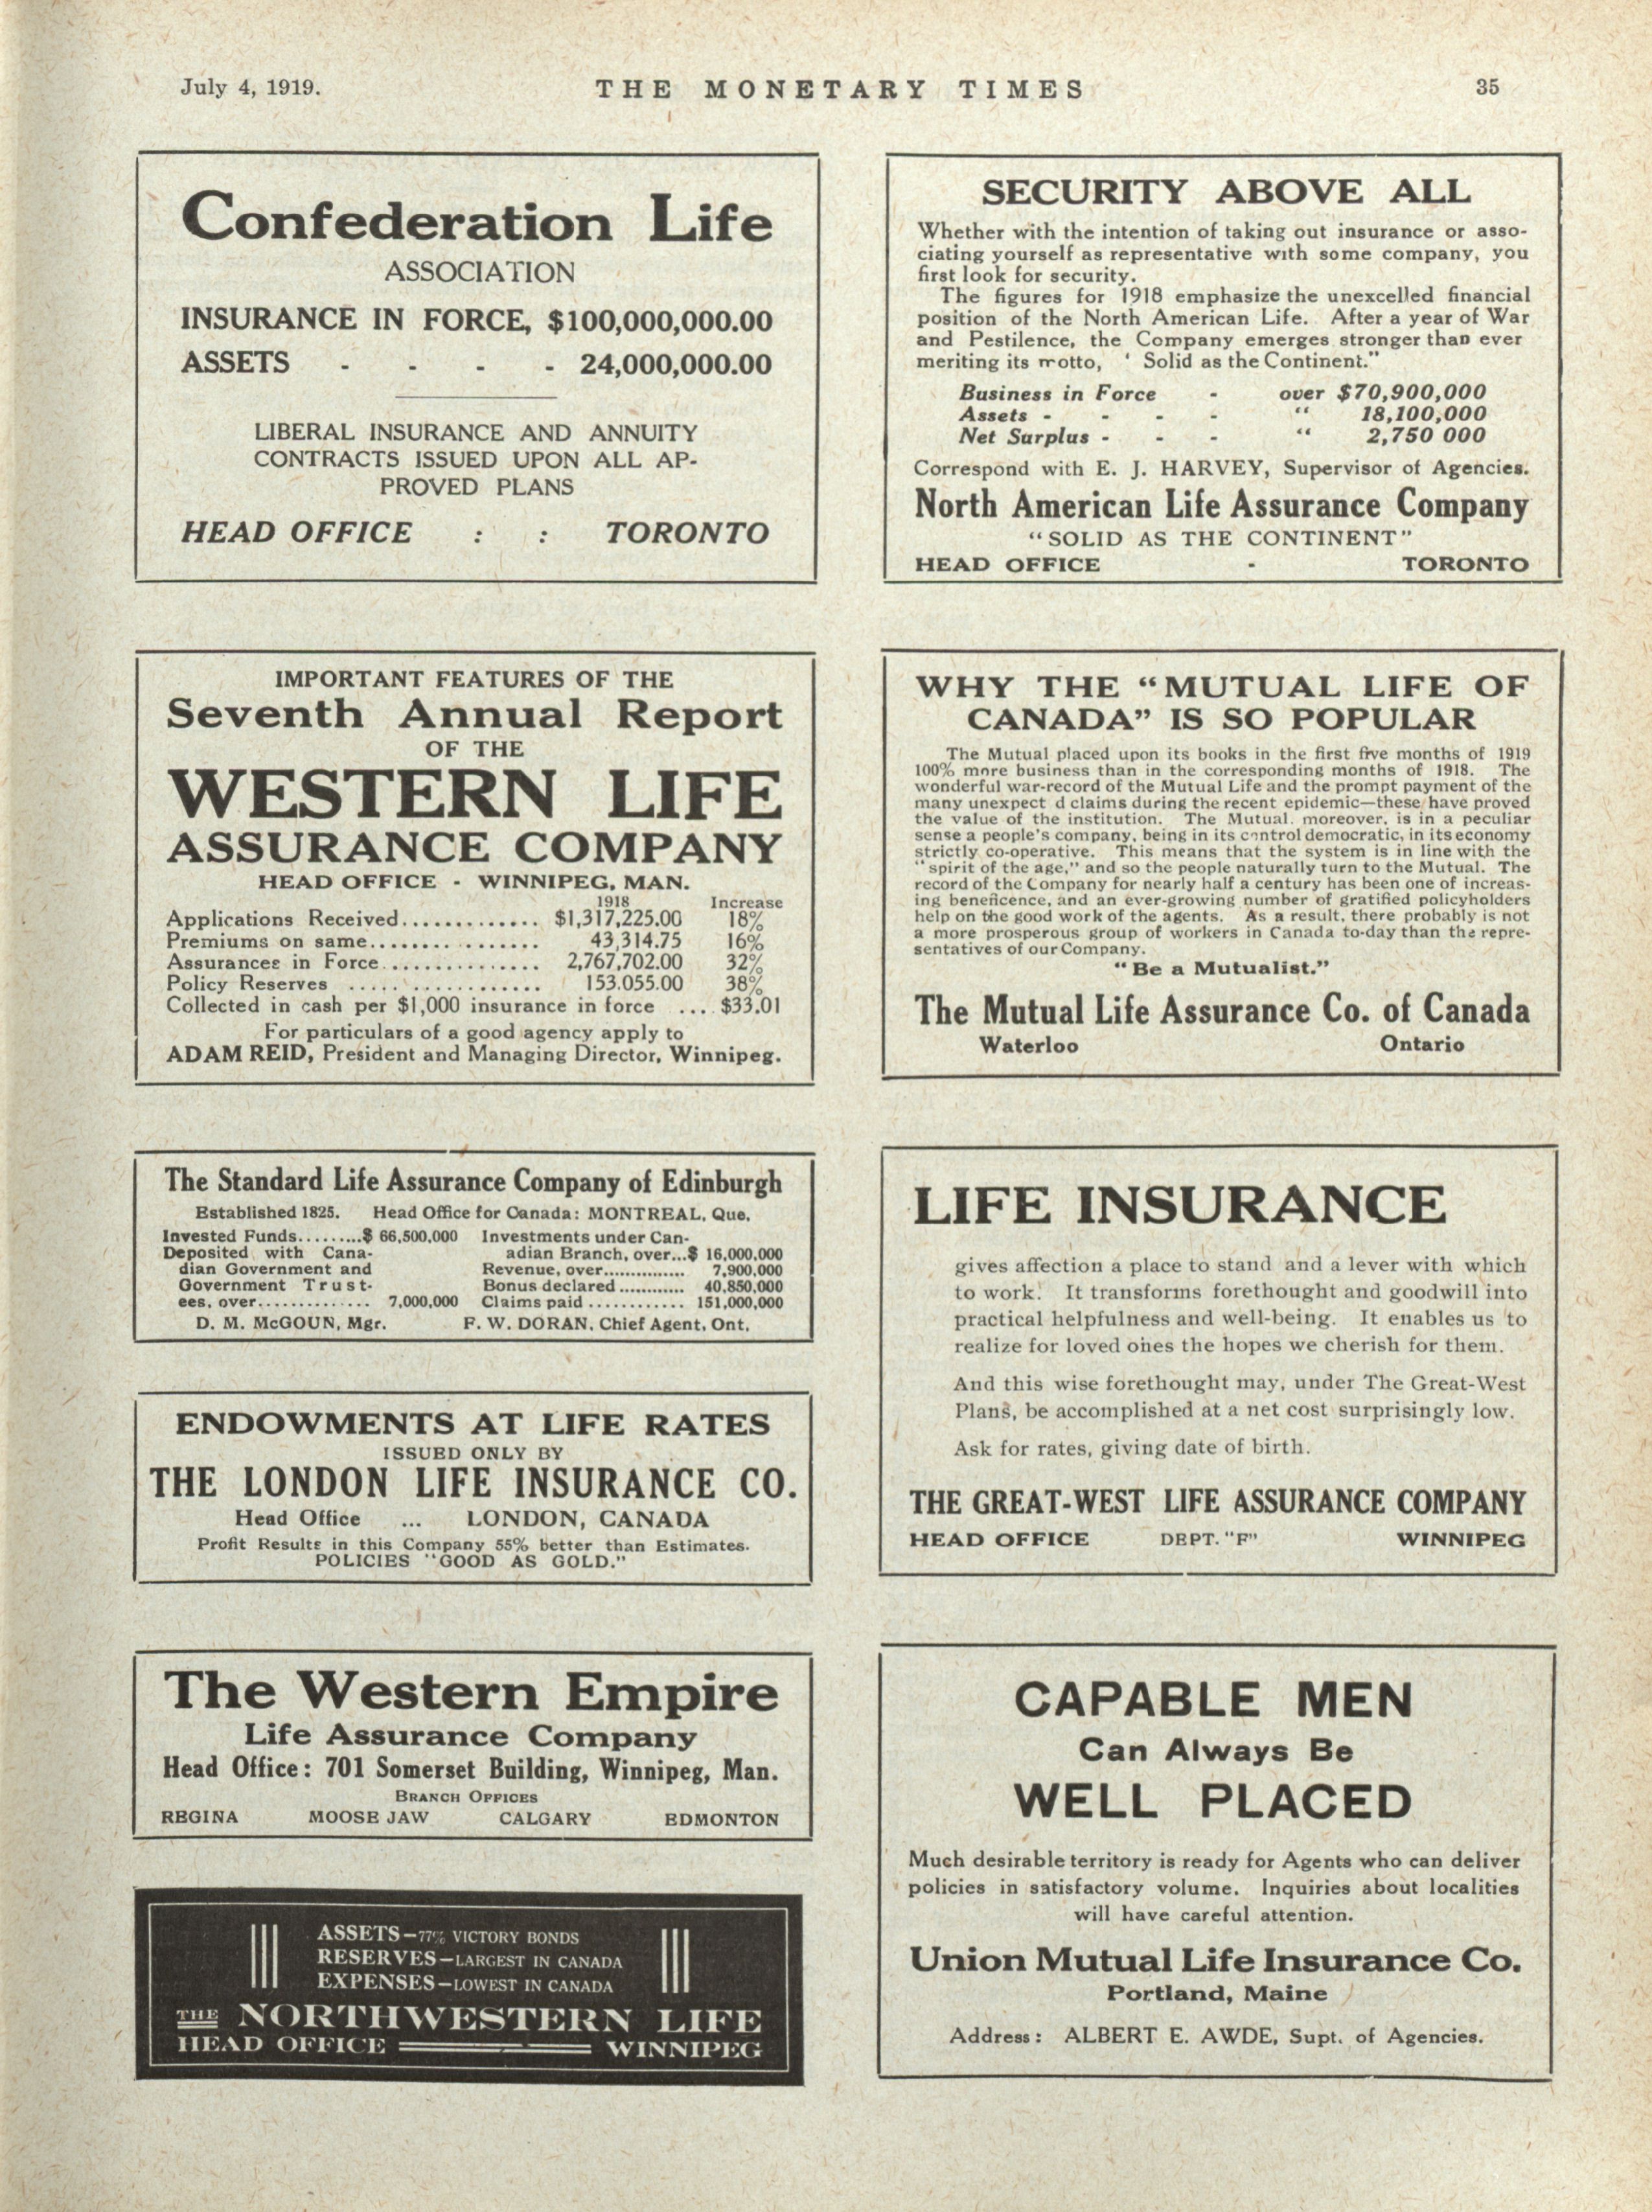 July 4, 1919.
THE MONETARY TIMES
35
Confederation Life
ASSOCIATION
INSURANCE IN FORCE, $100,000,000.00
ASSETS - - - - 24,000,000.00
LIBERAL INSURANCE AND ANNUITY
CONTRACTS ISSUED UPON ALL AP-
PROVED PLANS
HEAD OFFICE : : TORONTO
IMPORTANT FEATURES OF THE
Seventh Annual Report
OF THE
WESTERN LIFE
ASSURANCE COMPANY
HEAD OFFICE - WINNIPEG, MAN.
1918 Increase
Applications Received............. $1,317,225.00 18%
Premiums on same................ 43,314.75 16%
Assurances in Force............... 2,767,702.00 32%
Policy Reserves .................. 153,055.00 38%
Collected in cash per $1,000 insurance in force .... $33.01
For particulars of a good agency apply to
ADAM REID, President and Managing Director, Winnipeg.
The Standard Life Assurance Company of Edinburgh
Established 1825. Head Office for Canada: MONTREAL, Que.
Invested Funds.........$ 66,500,000
Deposited with Cana-
dian Government and
Government Trust-
ees, over.............. 7,000,000
Investments under Can-
adian Branch, over...$ 16,000,000
Revenue, over............... 7,900,000
Bonus declared............ 40,850,000
Claims paid............ 151,000,000
D. M. McGOUN, Mgr. F. W. DORAN, Chief Agent, Ont.
ENDOWMENTS AT LIFE RATES
ISSUED ONLY BY
THE LONDON LIFE INSURANCE CO.
Head Office ... LONDON, CANADA
Profit Results in this Company 55% better than Estimates.
POLICIES "GOOD AS GOLD."
The Western Empire
Life Assurance Company
Head Office: 701 Somerset Building, Winnipeg, Man.
BRANCH OFFICES
REGINA MOOSE JAW CALGARY EDMONTON
ASSETS—77% VICTORY BONDS
RESERVES—LARGEST IN CANADA
EXPENSES—LOWEST IN CANADA
THE NORTHWESTERN LIFE
HEAD OFFICE WINNIPEG
SECURITY ABOVE ALL
Whether with the intention of taking out insurance or asso-
ciating yourself as representative with some company, you
first look for security.
The figures for 1918 emphasize the unexcelled financial
position of the North American Life. After a year of War
and Pestilence, the Company emerges stronger than ever
meriting its motto, ' Solid as the Continent."
Business in Force - over $70,900,000
Assets - - - - " 18,100,000
Net Surplus - - - " 2,750 000
Correspond with E. J. HARVEY, Supervisor of Agencies.
North American Life Assurance Company
"SOLID AS THE CONTINENT"
HEAD OFFICE - TORONTO
WHY THE "MUTUAL LIFE OF
CANADA" IS SO POPULAR
The Mutual placed upon its books in the first five months of 1919
100% more business than in the corresponding months of 1918. The
wonderful war-record of the Mutual Life and the prompt payment of the
many unexpect d claims during the recent epidemic—these have proved
the value of the institution. The Mutual, moreover, is in a peculiar
sense a people's company, being in its control democratic, in its economy
strictly co-operative. This means that the system is in line with the
"spirit of the age," and so the people naturally turn to the Mutual. The
record of the Company for nearly half a century has been one of increas-
ing beneficence, and an ever-growing number of gratified policyholders
help on the good work of the agents. As a result, there probably is not
a more prosperous group of workers in Canada to-day than the repre-
sentatives of our Company.
"Be a Mutualist."
The Mutual Life Assurance Co. of Canada
Waterloo Ontario
LIFE INSURANCE
gives affection a place to stand and a lever with which
to work. It transforms forethought and goodwill into
practical helpfulness and well-being. It enables us to
realize for loved ones the hopes we cherish for them.
And this wise forethought may, under The Great-West
Plans, be accomplished at a net cost surprisingly low.
Ask for rates, giving date of birth.
THE GREAT-WEST LIFE ASSURANCE COMPANY
HEAD OFFICE DEPT. "F" WINNIPEG
CAPABLE MEN
Can Always Be
WELL PLACED
Much desirable territory is ready for Agents who can deliver
policies in satisfactory volume. Inquiries about localities
will have careful attention.
Union Mutual Life Insurance Co.
Portland, Maine
Address: ALBERT E. AWDE, Supt. of Agencies.